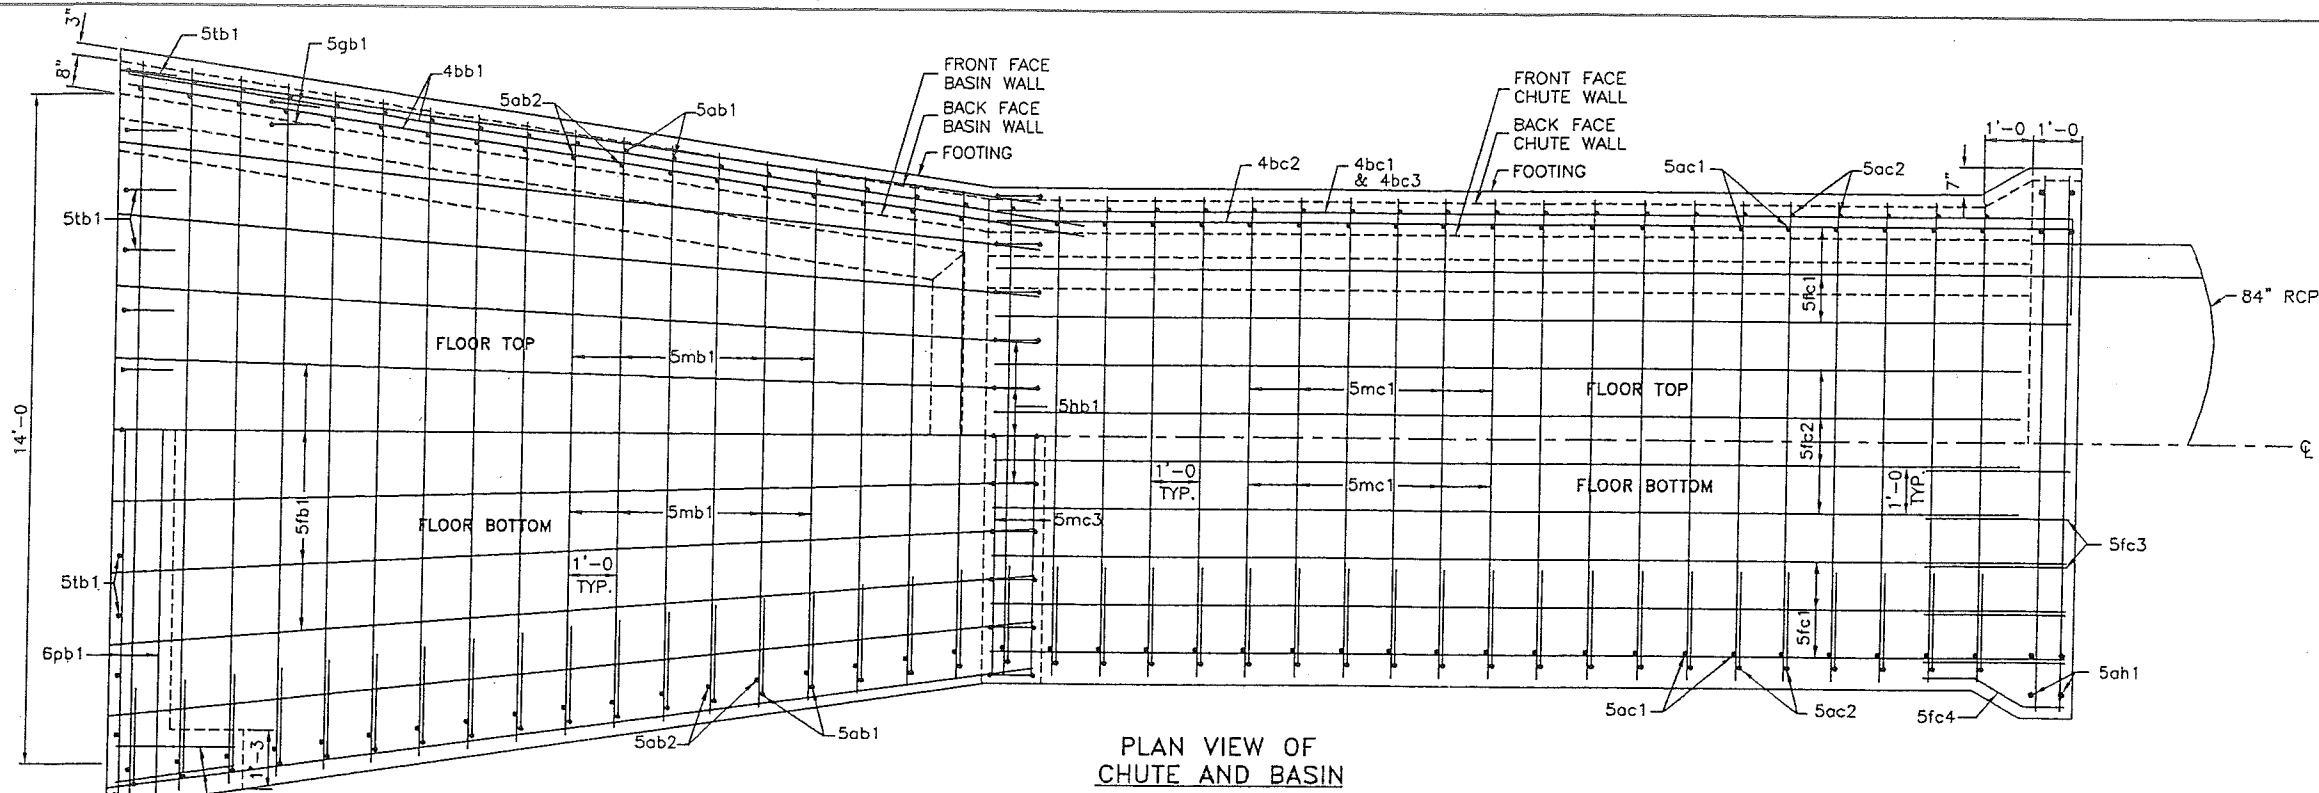 3"
8"
5tb1
5gb1
4bb1
5ab2
5ab1
FRONT FACE
BASIN WALL
BACK FACE
BASIN WALL
FOOTING
4bc2
4bc1
& 4bc3
FRONT FACE
CHUTE WALL
BACK FACE
CHUTE WALL
FOOTING
5ac1
5ac2
1'-0
1'-0
7"
84" RCP
14'-0
5tb1
5fc1
FLOOR TOP
5mb1
5hb1
5mc1
FLOOR TOP
5fc2
℄
1'-0
TYP.
5fb1
FLOOR BOTTOM
5mb1
5mc3
5mc1
FLOOR BOTTOM
1'-0
TYP.
5fc3
5tb1
1'-0
TYP.
5fc1
6pb1
5ah1
1'-3
5ab2
5ab1
5ac1
5ac2
5fc4
PLAN VIEW OF
CHUTE AND BASIN